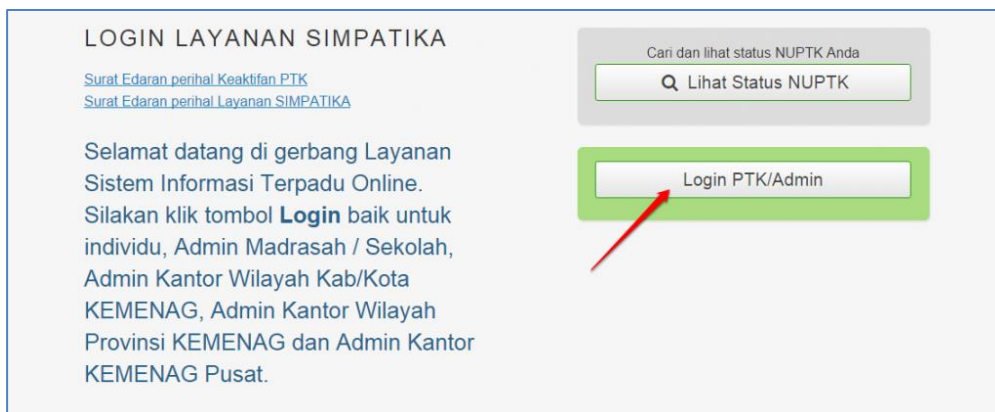 LOGIN LAYANAN SIMPATIKA
Surat Edaran perihal Keaktifan PTK
Surat Edaran perihal Layanan SIMPATIKA
Selamat datang di gerbang Layanan
Sistem Informasi Terpadu Online.
Silakan klik tombol Login baik untuk
individu, Admin Madrasah / Sekolah,
Admin Kantor Wilayah Kab/Kota
KEMENAG, Admin Kantor Wilayah
Provinsi KEMENAG dan Admin Kantor
KEMENAG Pusat.
Cari dan lihat status NUPTK Anda
Lihat Status NUPTK
Login PTK/Admin